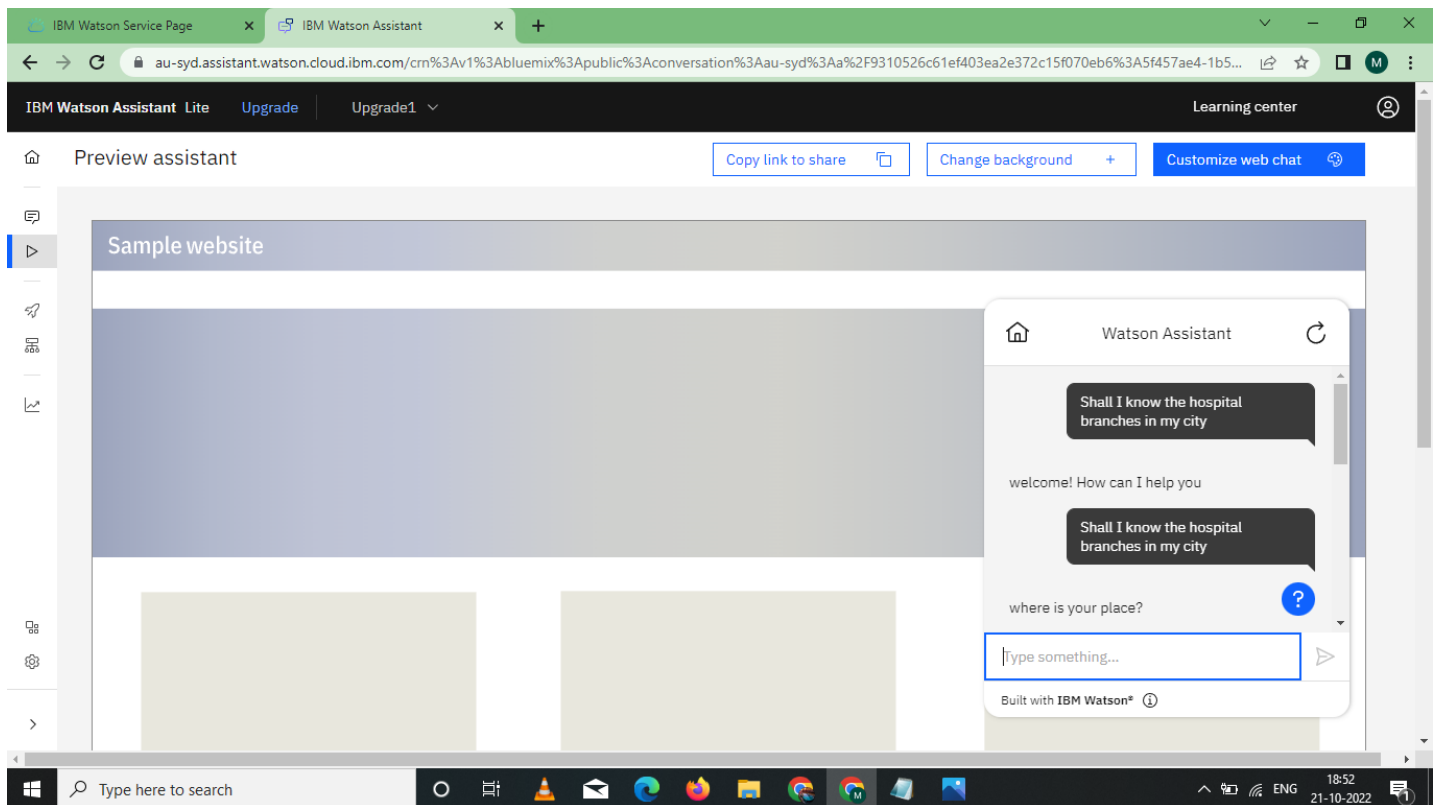 IBM Watson Service Page
IBM Watson Assistant
au-syd.assistant.watson.cloud.ibm.com/crn%3Av1%3Abluemix%3Apublic%3Aconversation%3Aau-syd%3Aa%2F9310526c61ef403ea2e372c15f070eb6%3A5f457ae4-1b5...
M
IBM Watson Assistant Lite Upgrade Upgrade1 Learning center
Preview assistant Copy link to share Change background + Customize web chat
Sample website
Watson Assistant
Shall I know the hospital
branches in my city
welcome! How can I help you
Shall I know the hospital
branches in my city
where is your place?
?
Type something...
Built with IBM Watson®
Type here to search
ENG
18:52
21-10-2022
1